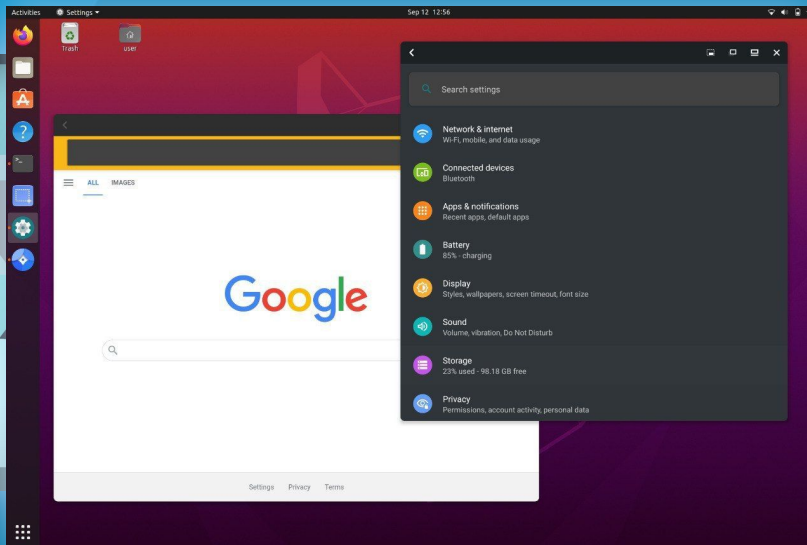 Activities
Settings
Sep 12 12:56
Trash
user
ALL IMAGES
Google
Settings Privacy Terms
Search settings
Network & internet
Wi-Fi, mobile, and data usage
Connected devices
Bluetooth
Apps & notifications
Recent apps, default apps
Battery
85% - charging
Display
Styles, wallpapers, screen timeout, font size
Sound
Volume, vibration, Do Not Disturb
Storage
23% used - 98.18 GB free
Privacy
Permissions, account activity, personal data